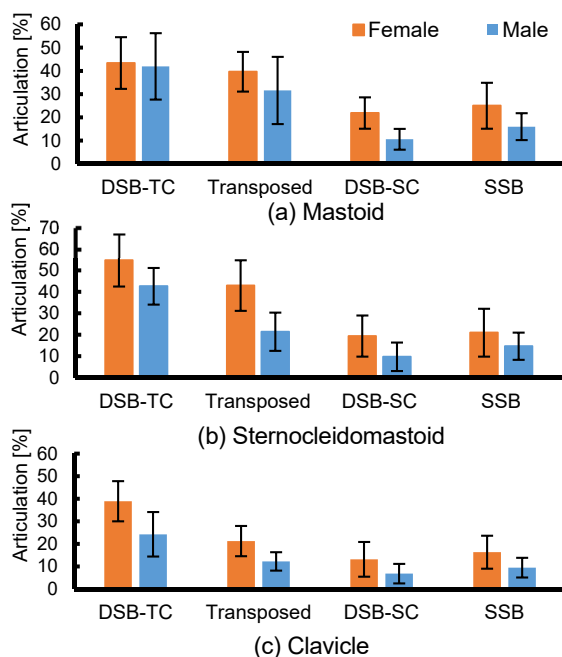 60
50
40
30
20
10
0
Articulation [%]
Female Male
DSB-TC Transposed DSB-SC SSB
(a) Mastoid
70
60
50
40
30
20
10
0
Articulation [%]
DSB-TC Transposed DSB-SC SSB
(b) Sternocleidomastoid
60
50
40
30
20
10
0
Articulation [%]
DSB-TC Transposed DSB-SC SSB
(c) Clavicle